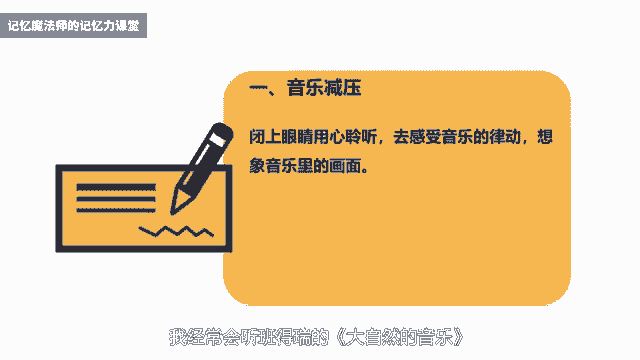 记忆魔法师的记忆力课堂
一、音乐减压
闭上眼睛用心聆听，去感受音乐的律动，想
象音乐里的画面。
我经常会听班得瑞的《大自然的音乐》